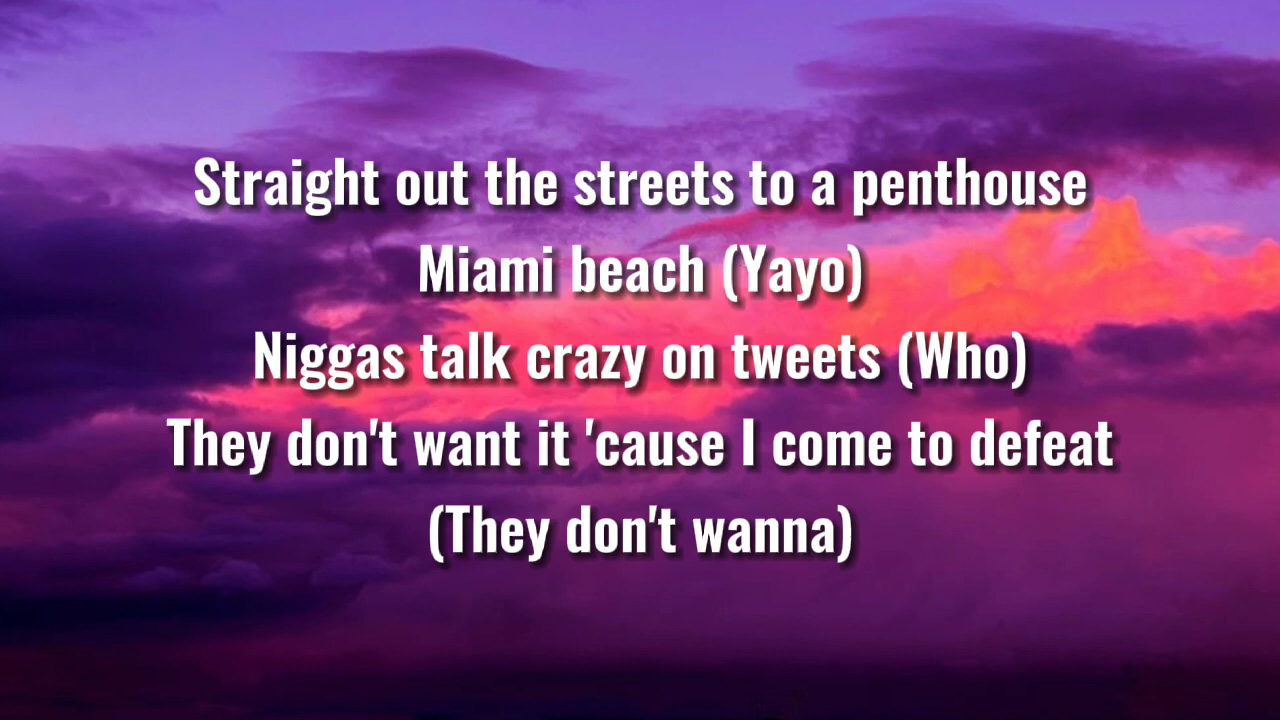 Straight out the streets to a penthouse
Miami beach (Yayo)
Niggas talk crazy on tweets (Who)
They don't want it 'cause I come to defeat
(They don't wanna)